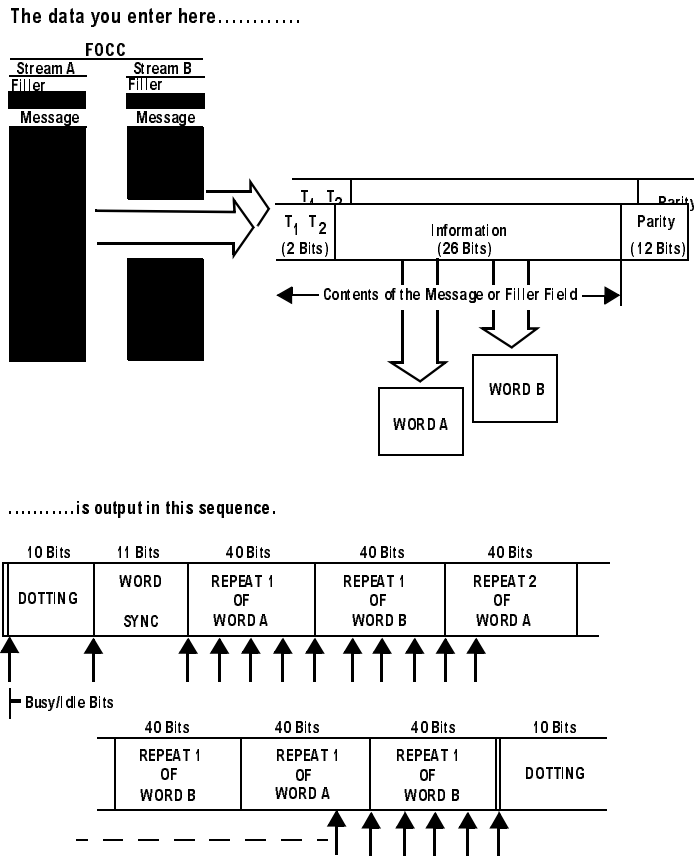 The data you enter here............
FOCC
Stream A Stream B
Filler Filler
Message Message
T1 T2 Parity
T1 T2 Information Parity
(2 Bits) (26 Bits) (12 Bits)
Contents of the Message or Filler Field
WORD B
WORD A
...........is output in this sequence.
10 Bits 11 Bits 40 Bits 40 Bits 40 Bits
DOTTING
WORD
SYNC
REPEAT 1
OF
WORD A
REPEAT 1
OF
WORD B
REPEAT 2
OF
WORD A
Busy/Idle Bits
40 Bits 40 Bits 40 Bits 10 Bits
REPEAT 1
OF
WORD B
REPEAT 1
OF
WORD A
REPEAT 1
OF
WORD B
DOTTING